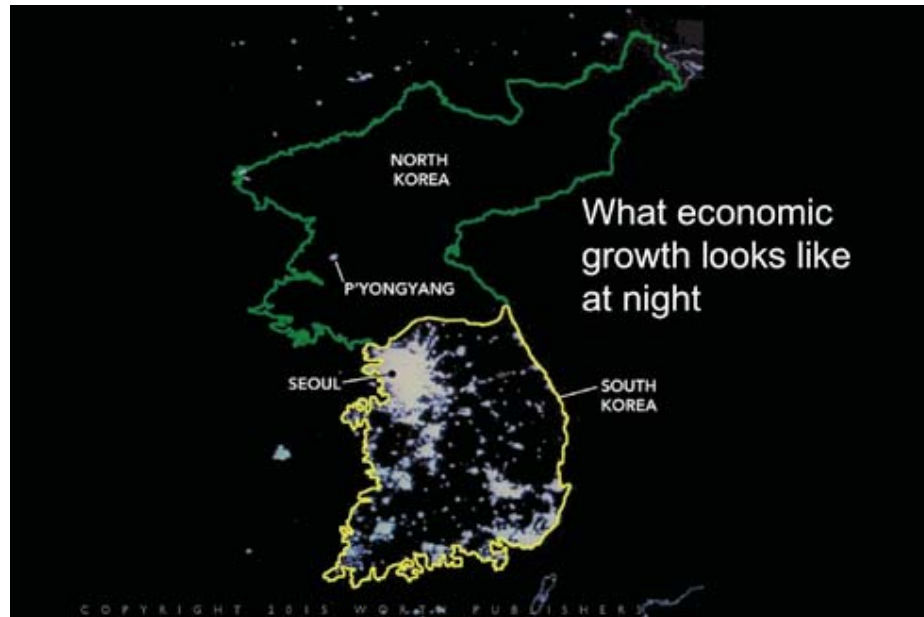 NORTH
KOREA
What economic
growth looks like
at night
P'YONGYANG
SEOUL
SOUTH
KOREA
COPYRIGHT 2015 WORTH PUBLISHERS